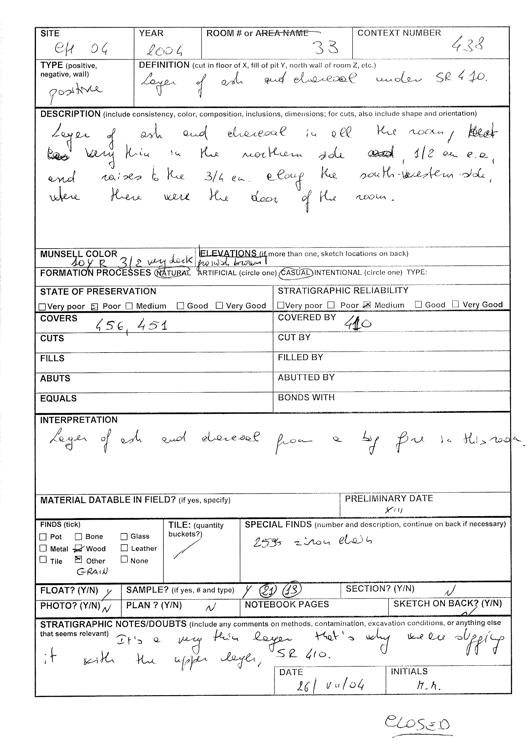 SITE YEAR ROOM # or AREA NAME CONTEXT NUMBER
CH 04 2004 33 438
TYPE (positive, negative, wall) DEFINITION (cut in floor of X, fill of pit Y, north wall of room Z, etc.)
positive Layer of ash and charcoal under SR 410.
DESCRIPTION (include consistency, color, composition, inclusions, dimensions; for cuts, also include shape and orientation)
Layer of ash and charcoal in all the room,
very thin in the northern side, 1/2 cm c.a.,
and raises to the 3/4 cm. along the south-western side,
where there were the door of the room.
MUNSELL COLOR ELEVATIONS (if more than one, sketch locations on back)
10 YR 3/2 very dark greyish brown
FORMATION PROCESSES NATURAL ARTIFICIAL (circle one) CASUAL INTENTIONAL (circle one) TYPE:
STATE OF PRESERVATION STRATIGRAPHIC RELIABILITY
Very poor Poor Medium Good Very Good Very poor Poor Medium Good Very Good
COVERS 456, 451 COVERED BY 410
CUTS CUT BY
FILLS FILLED BY
ABUTS ABUTTED BY
EQUALS BONDS WITH
INTERPRETATION
Layer of ash and charcoal from a big fire in this room.
MATERIAL DATABLE IN FIELD? (if yes, specify) PRELIMINARY DATE
XIII
FINDS (tick) TILE: (quantity buckets?) SPECIAL FINDS (number and description, continue on back if necessary)
Pot Bone Glass
Metal Wood Leather
Tile Other None
GRAIN
FLOAT? (Y/N) Y SAMPLE? (if yes, # and type) Y 21 13 SECTION? (Y/N) N
PHOTO? (Y/N) N PLAN ? (Y/N) N NOTEBOOK PAGES SKETCH ON BACK? (Y/N) N
STRATIGRAPHIC NOTES/DOUBTS (include any comments on methods, contamination, excavation conditions, or anything else that seems relevant)
It's a very thin layer that's why we are digging
it with the upper layer, SR 410.
DATE INITIALS
26/VII/04
CLOSED